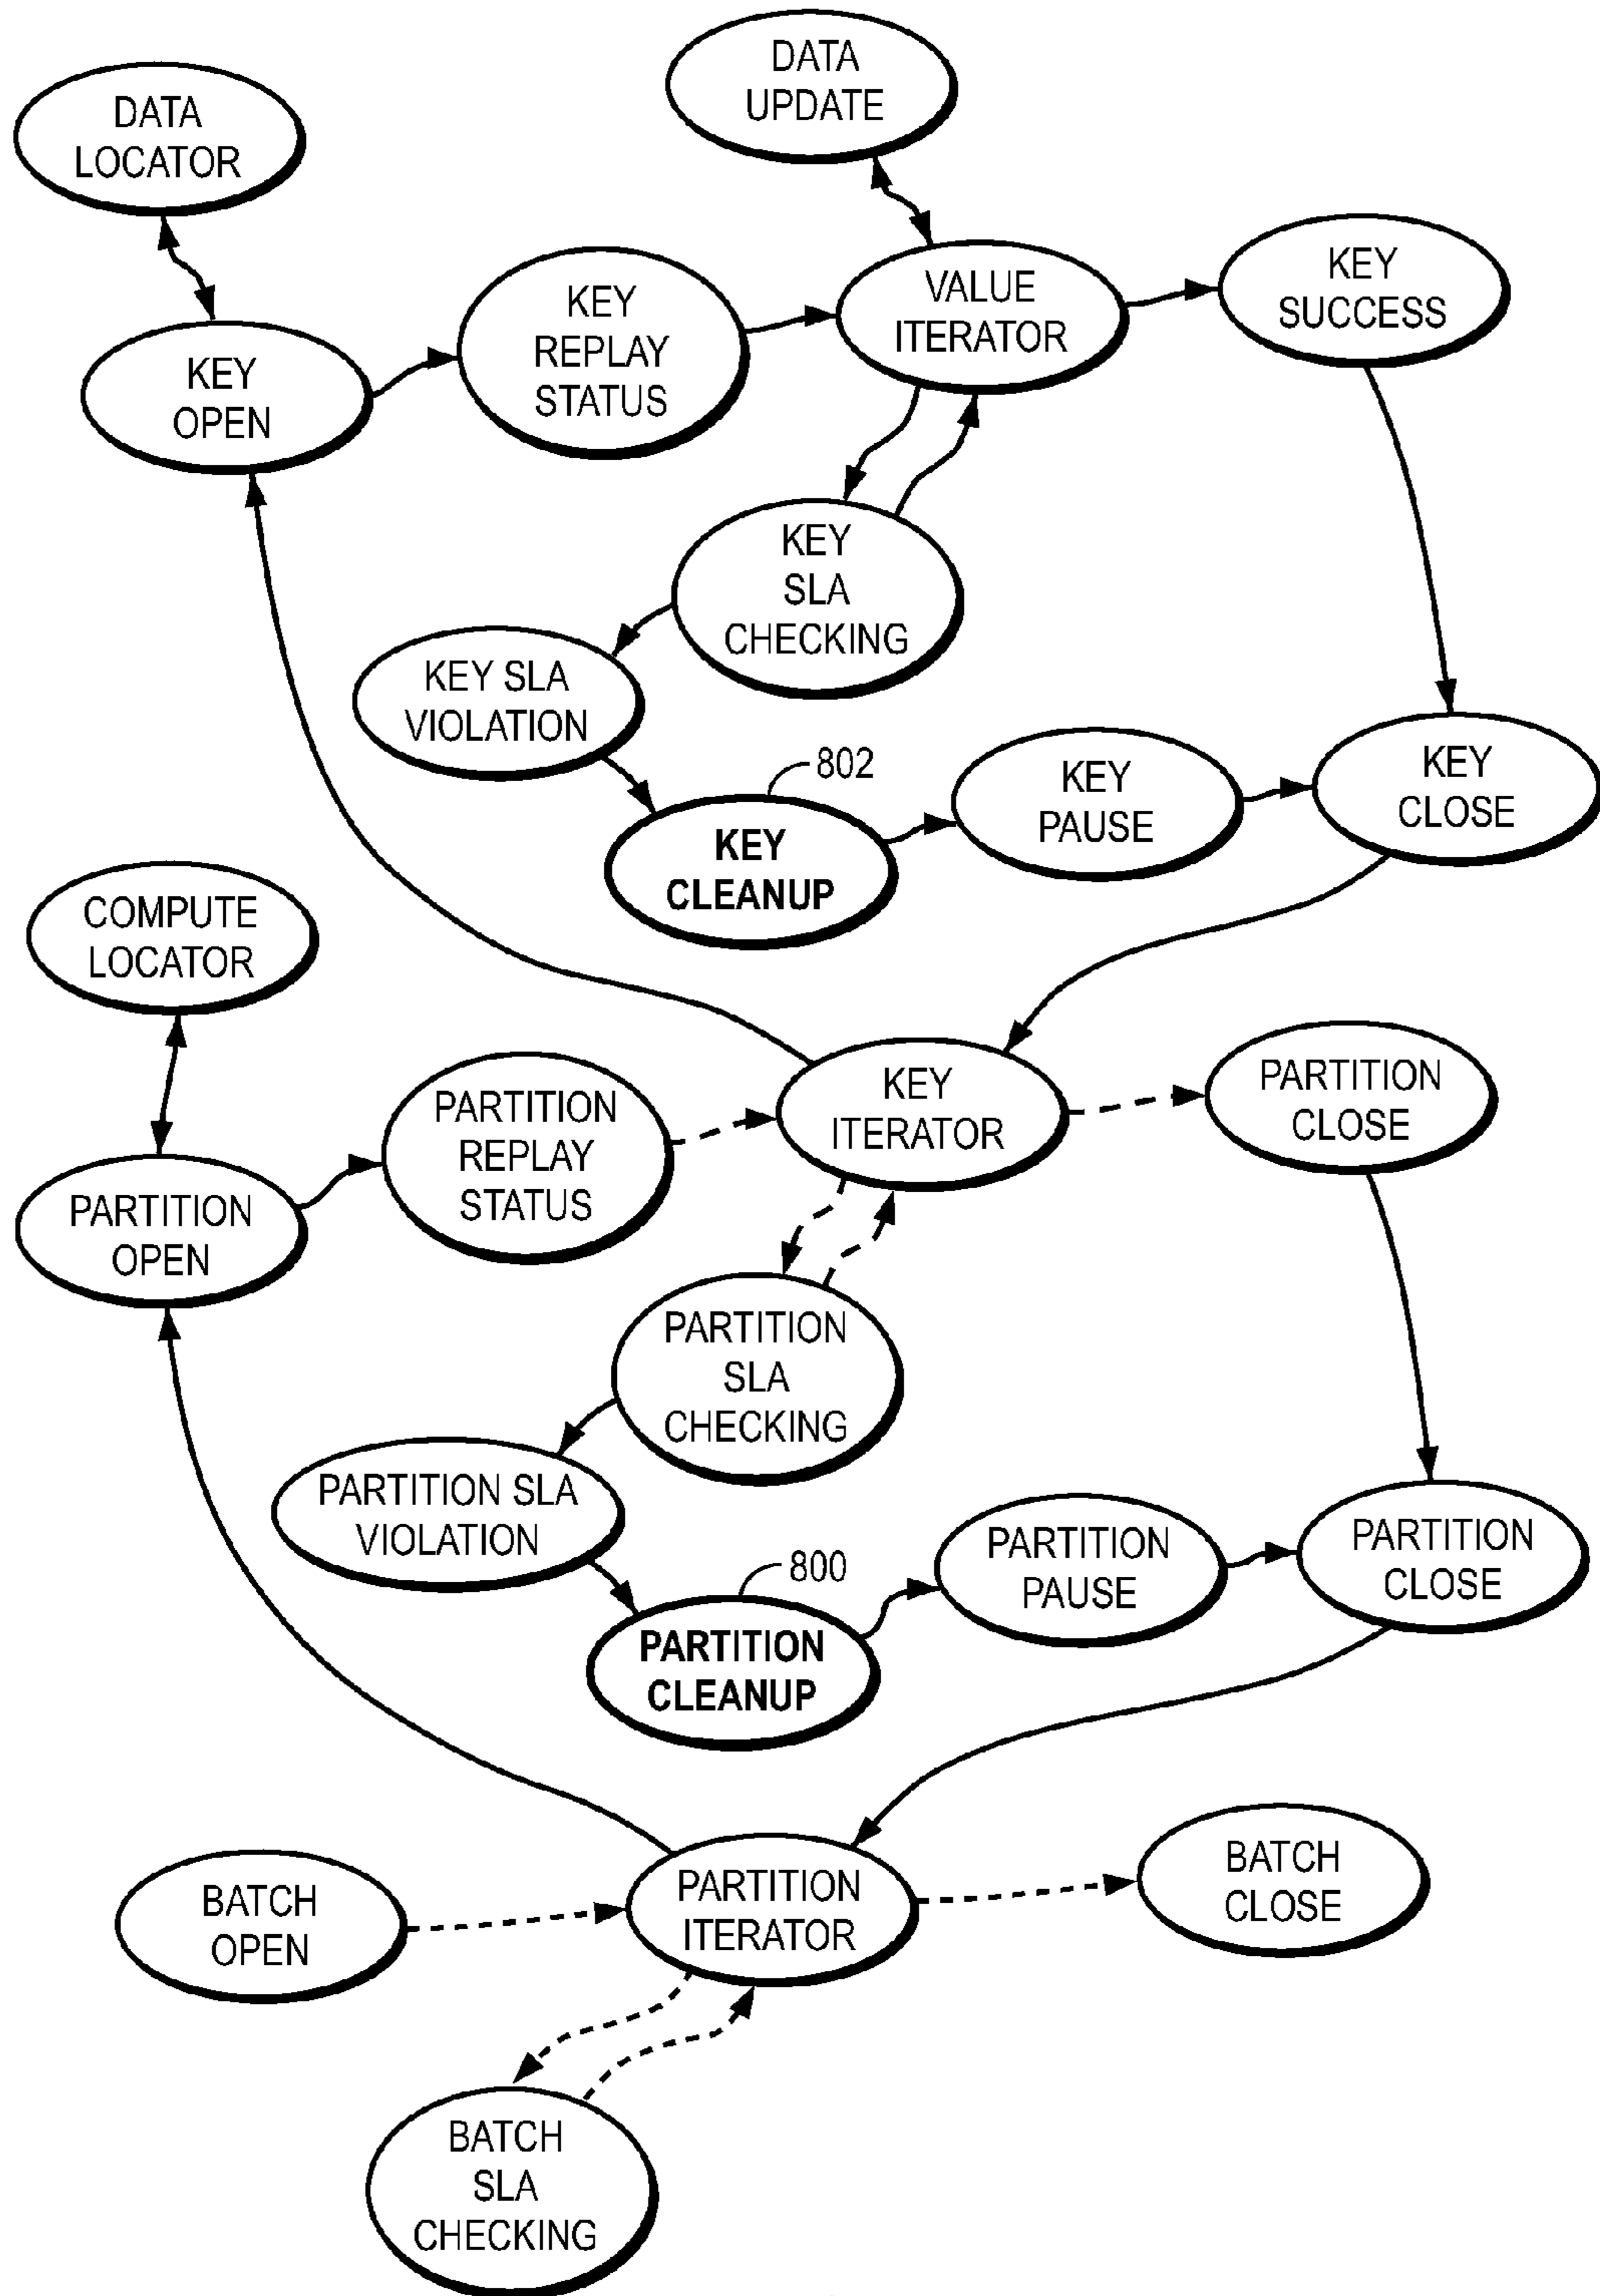 DATA
UPDATE
DATA
LOCATOR
KEY
SUCCESS
VALUE
ITERATOR
KEY
REPLAY
STATUS
KEY
OPEN
KEY
SLA
CHECKING
KEY SLA
VIOLATION
802
KEY
CLEANUP
KEY
PAUSE
KEY
CLOSE
COMPUTE
LOCATOR
KEY
ITERATOR
PARTITION
CLOSE
PARTITION
REPLAY
STATUS
PARTITION
OPEN
PARTITION
SLA
CHECKING
PARTITION SLA
VIOLATION
800
PARTITION
CLEANUP
PARTITION
PAUSE
PARTITION
CLOSE
BATCH
OPEN
PARTITION
ITERATOR
BATCH
CLOSE
BATCH
SLA
CHECKING